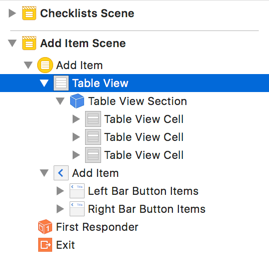 Checklists Scene
Add Item Scene
Add Item
Table View
Table View Section
Table View Cell
Table View Cell
Table View Cell
Add Item
Left Bar Button Items
Right Bar Button Items
First Responder
Exit